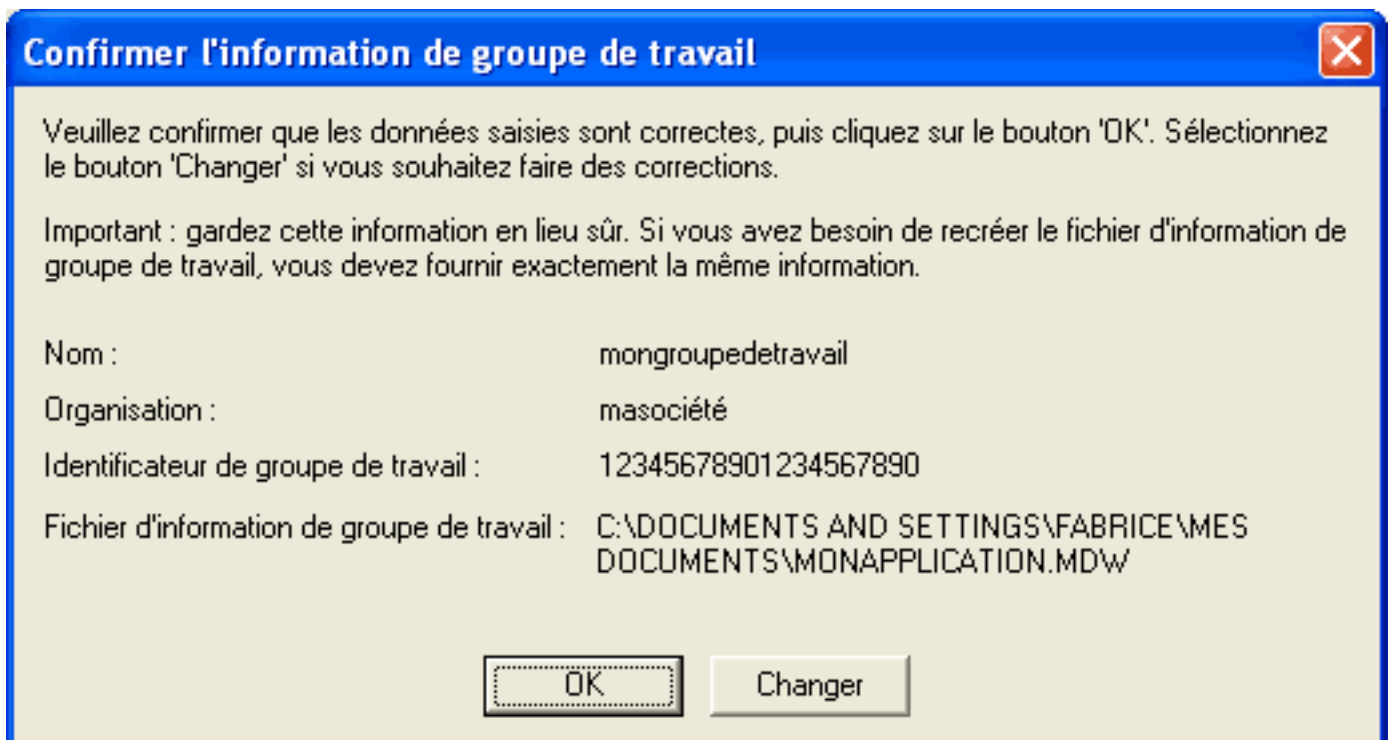 Confirmer l'information de groupe de travail
Veuillez confirmer que les données saisies sont correctes, puis cliquez sur le bouton 'OK'. Sélectionnez
le bouton 'Changer' si vous souhaitez faire des corrections.
Important : gardez cette information en lieu sûr. Si vous avez besoin de recréer le fichier d'information de
groupe de travail, vous devez fournir exactement la même information.
Nom : mongroupedetravail
Organisation : masociété
Identificateur de groupe de travail : 12345678901234567890
Fichier d'information de groupe de travail : C:\DOCUMENTS AND SETTINGS\FABRICE\MES
DOCUMENTS\MONAPPLICATION.MDW
OK Changer